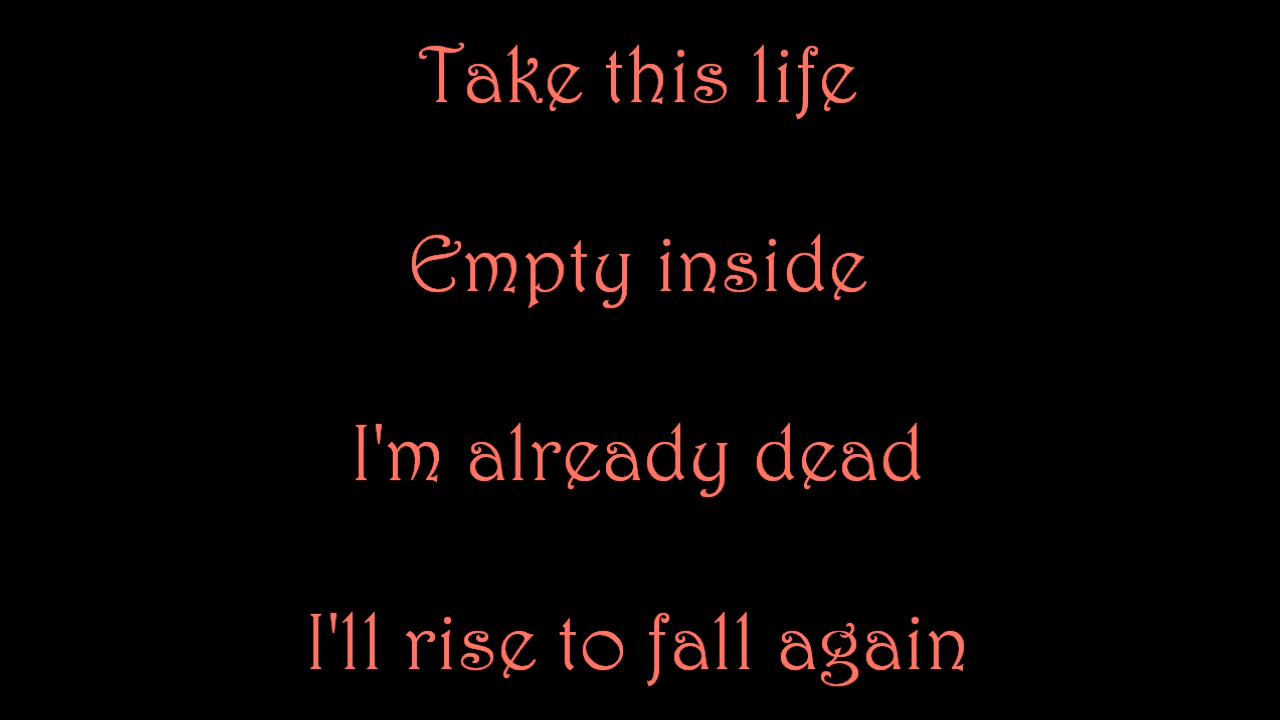 Take this life
Empty inside
I'm already dead
I'll rise to fall again